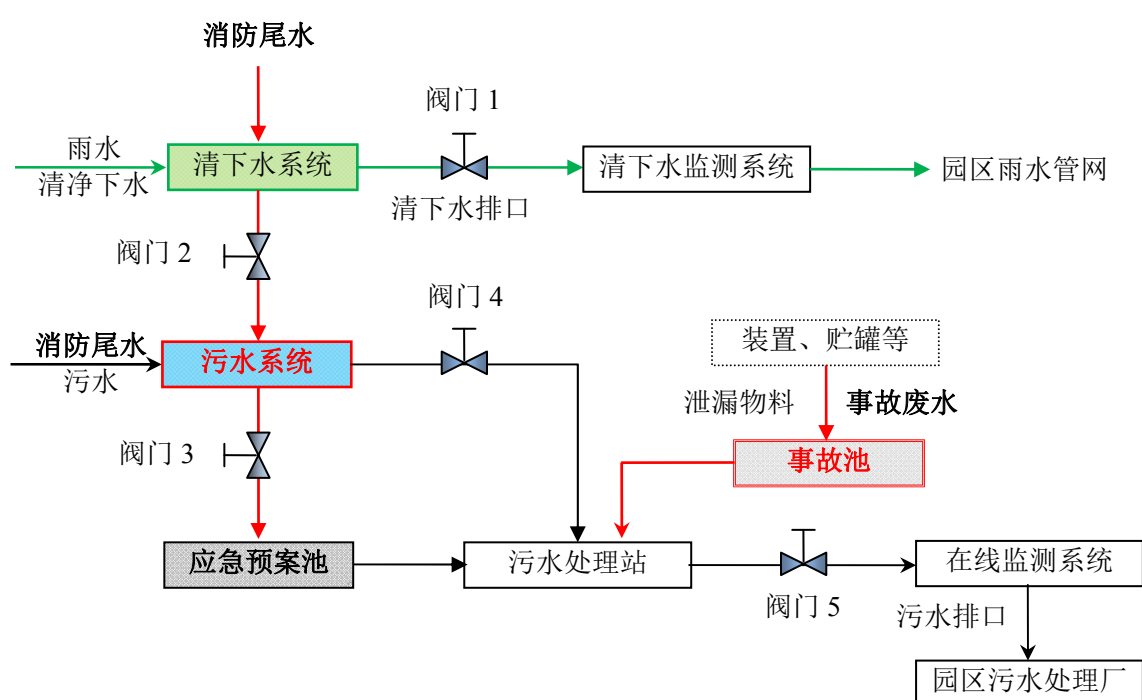 消防尾水
阀门 1
雨水
清净下水
清下水系统
清下水监测系统
园区雨水管网
清下水排口
阀门 2
阀门 4
消防尾水
污水
污水系统
装置、贮罐等
泄漏物料
事故废水
阀门 3
事故池
应急预案池
污水处理站
阀门 5
在线监测系统
污水排口
园区污水处理厂